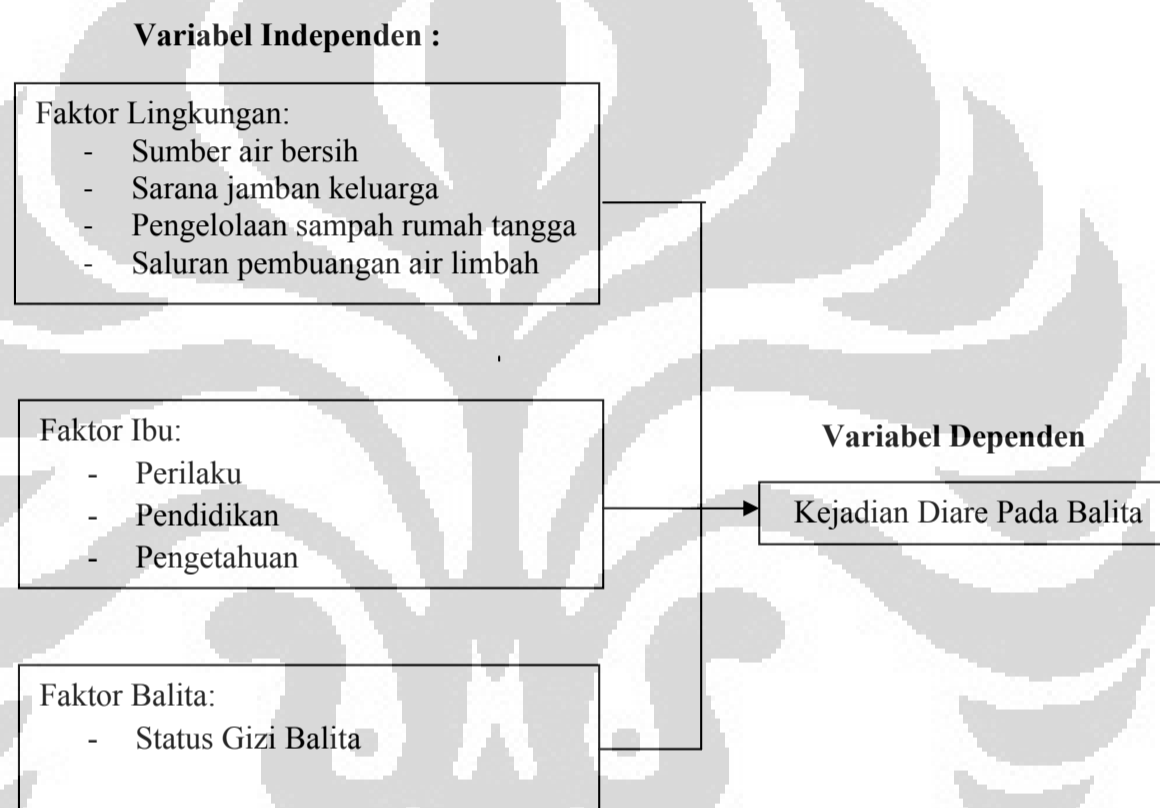 Variabel Independen :
Faktor Lingkungan:
- Sumber air bersih
- Sarana jamban keluarga
- Pengelolaan sampah rumah tangga
- Saluran pembuangan air limbah
Faktor Ibu:
- Perilaku
- Pendidikan
- Pengetahuan
Variabel Dependen
Kejadian Diare Pada Balita
Faktor Balita:
- Status Gizi Balita